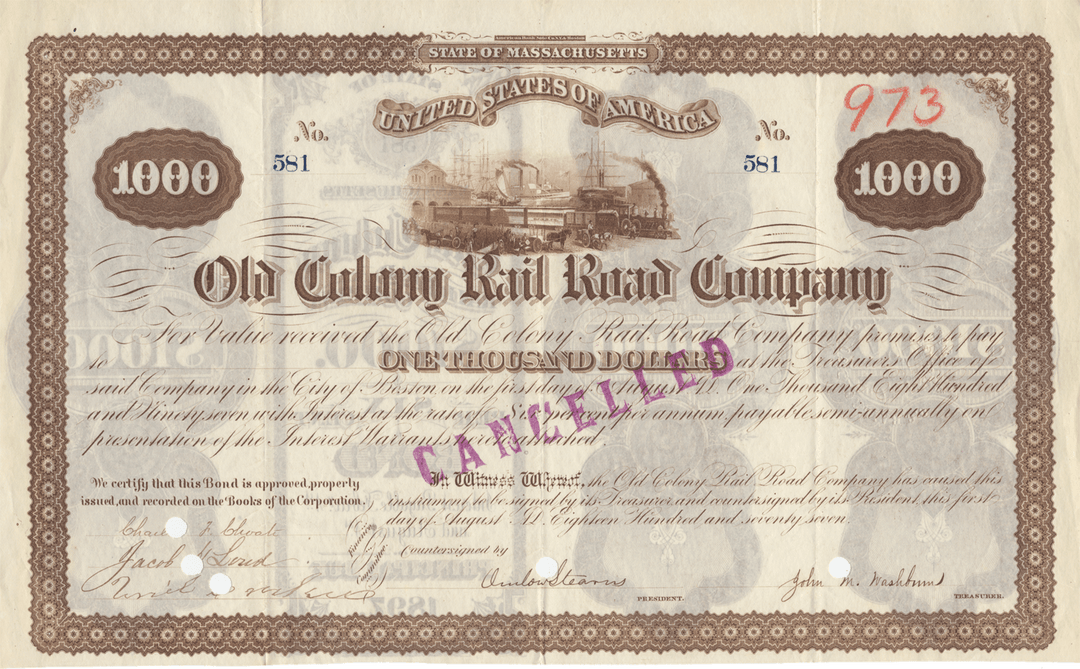 STATE OF MASSACHUSETTS
UNITED STATES OF AMERICA
973
No. No.
581 581
1000 1000
Old Colony Rail Road Company
For Value received the Old Colony Rail Road Company promises to pay
to ONE THOUSAND DOLLARS at the Treasurer's Office of
said Company in the City of Boston on the first day of A.D. One Thousand Eight Hundred
and Ninety seven with Interest at the rate of Six per annum, payable semi-annually on
presentation of the Interest Warrants hereto attached.
CANCELLED
In Witness Whereof, the Old Colony Rail Road Company has caused this
instrument to be signed by its Treasurer and countersigned by its President this first
day of August A.D. Eighteen Hundred and seventy seven.
We certify that this Bond is approved, properly
issued, and recorded on the Books of the Corporation.
Charles F. Choate
Jacob H. Loud
Finance Committee
Countersigned by
Onslow Stearns
PRESIDENT.
John M. Washburn
TREASURER.